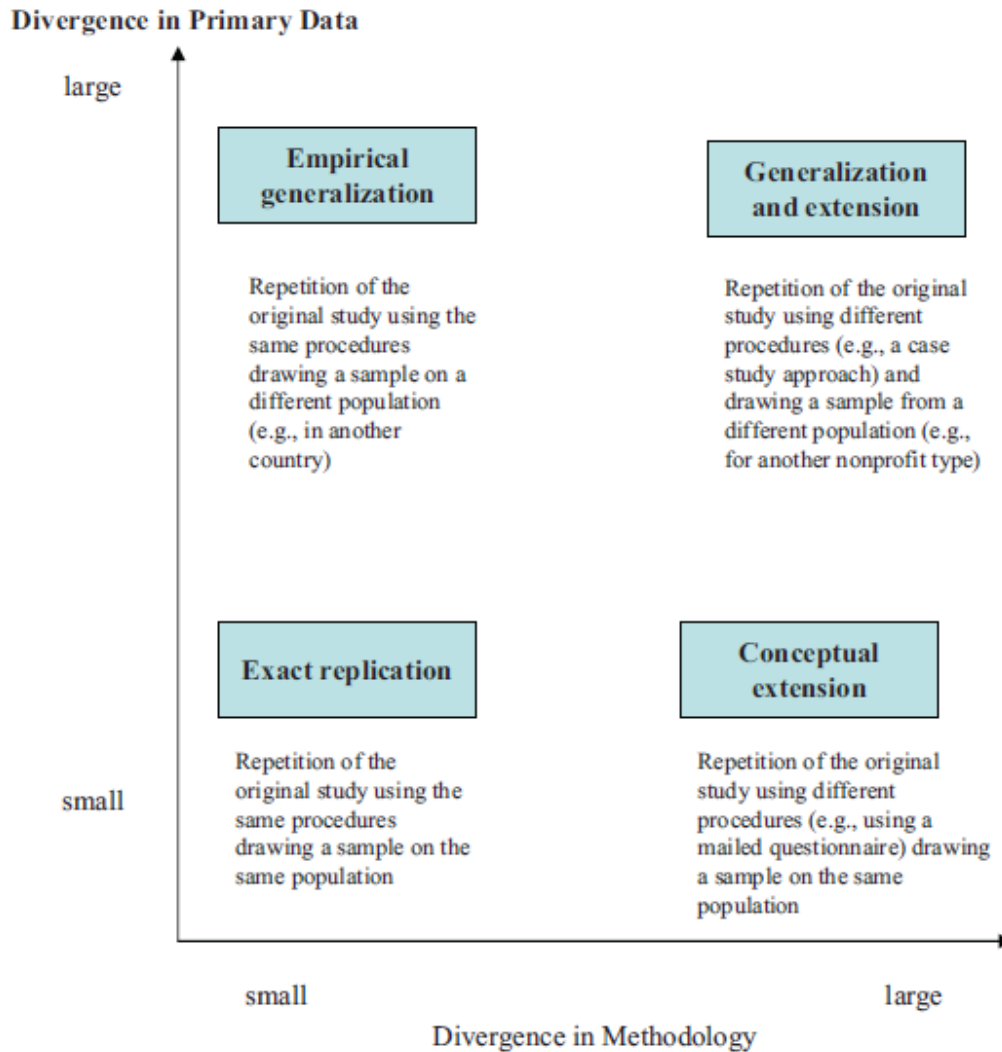 Divergence in Primary Data
large
Empirical
generalization
Repetition of the
original study using the
same procedures
drawing a sample on a
different population
(e.g., in another
country)
Generalization
and extension
Repetition of the original
study using different
procedures (e.g., a case
study approach) and
drawing a sample from a
different population (e.g.,
for another nonprofit type)
Exact replication
Repetition of the
original study using the
same procedures
drawing a sample on the
same population
Conceptual
extension
Repetition of the original
study using different
procedures (e.g., using a
mailed questionnaire) drawing
a sample on the same
population
small
small
large
Divergence in Methodology